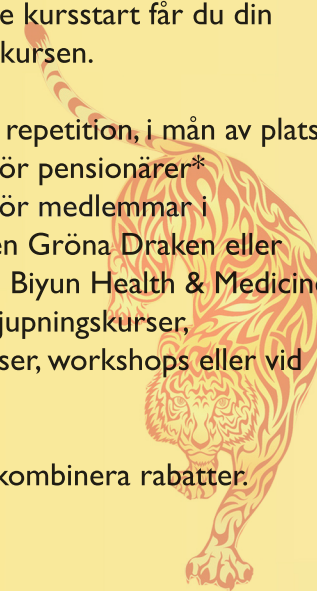 e kursstart får du din
kursen.
repetition, i mån av plats
ör pensionärer*
ör medlemmar i
en Gröna Draken eller
Biyun Health & Medicine
jupningskurser,
ser, workshops eller vid
kombinera rabatter.